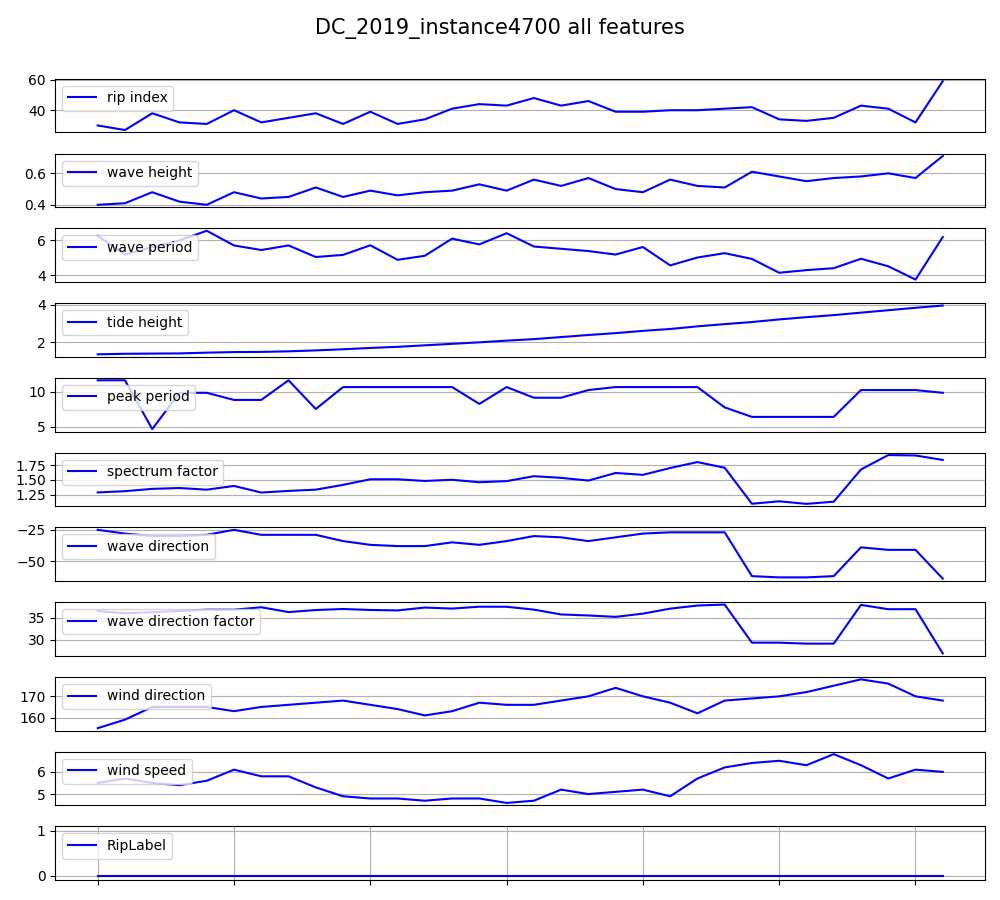 DC_2019_instance4700 all features
60
40
rip index
0.6
0.4
wave height
6
4
wave period
4
2
tide height
10
5
peak period
1.75
1.50
1.25
spectrum factor
−25
−50
wave direction
35
30
wave direction factor
170
160
wind direction
6
5
wind speed
1
0
RipLabel